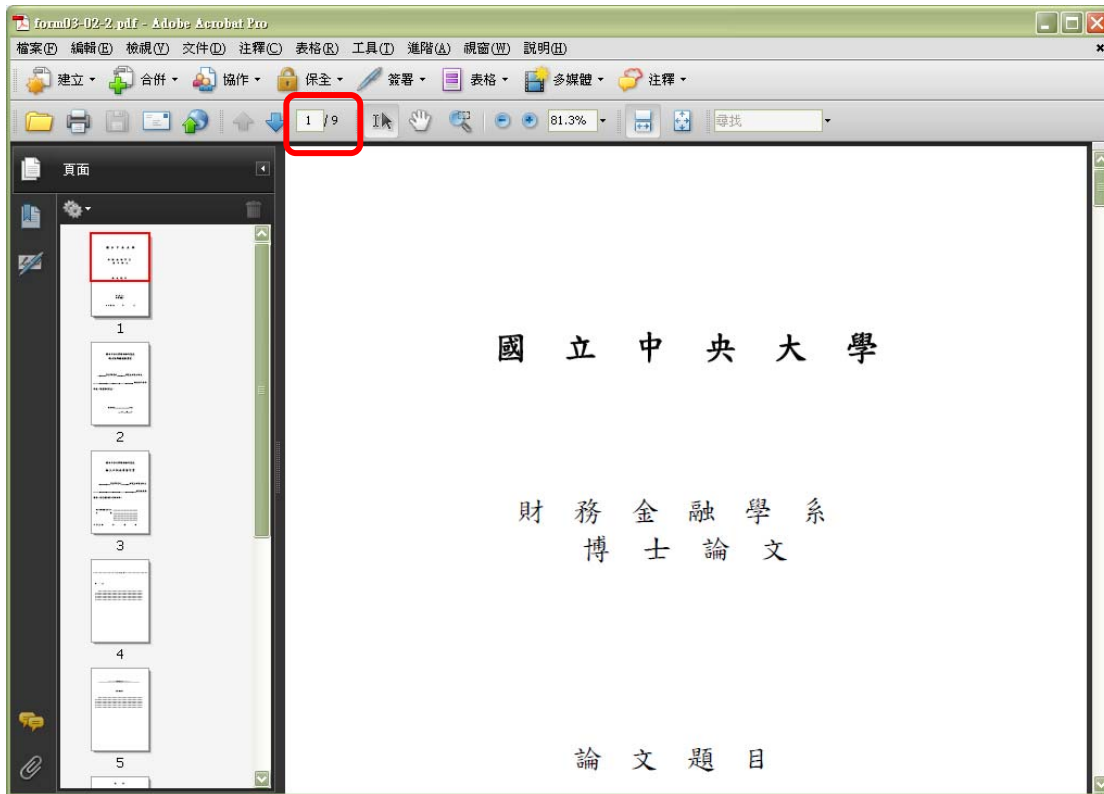 form03-02-2.pdf - Adobe Acrobat Pro
檔案(F) 編輯(E) 檢視(V) 文件(D) 注釋(C) 表格(R) 工具(T) 進階(A) 視窗(W) 說明(H)
建立 合併 協作 保全 簽署 表格 多媒體 注釋
1 / 9 81.3% 尋找
頁面
1
2
3
4
5
國 立 中 央 大 學
財 務 金 融 學 系
博 士 論 文
論 文 題 目